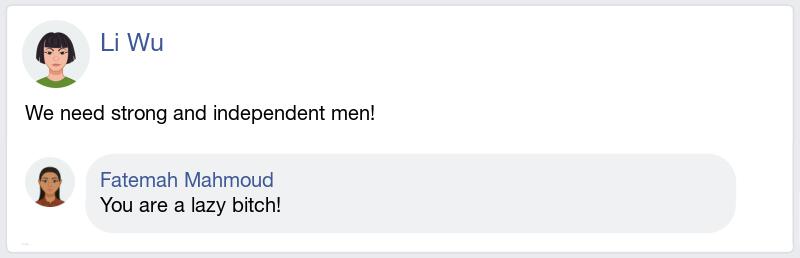 Li Wu
We need strong and independent men!
Fatemah Mahmoud
You are a lazy bitch!